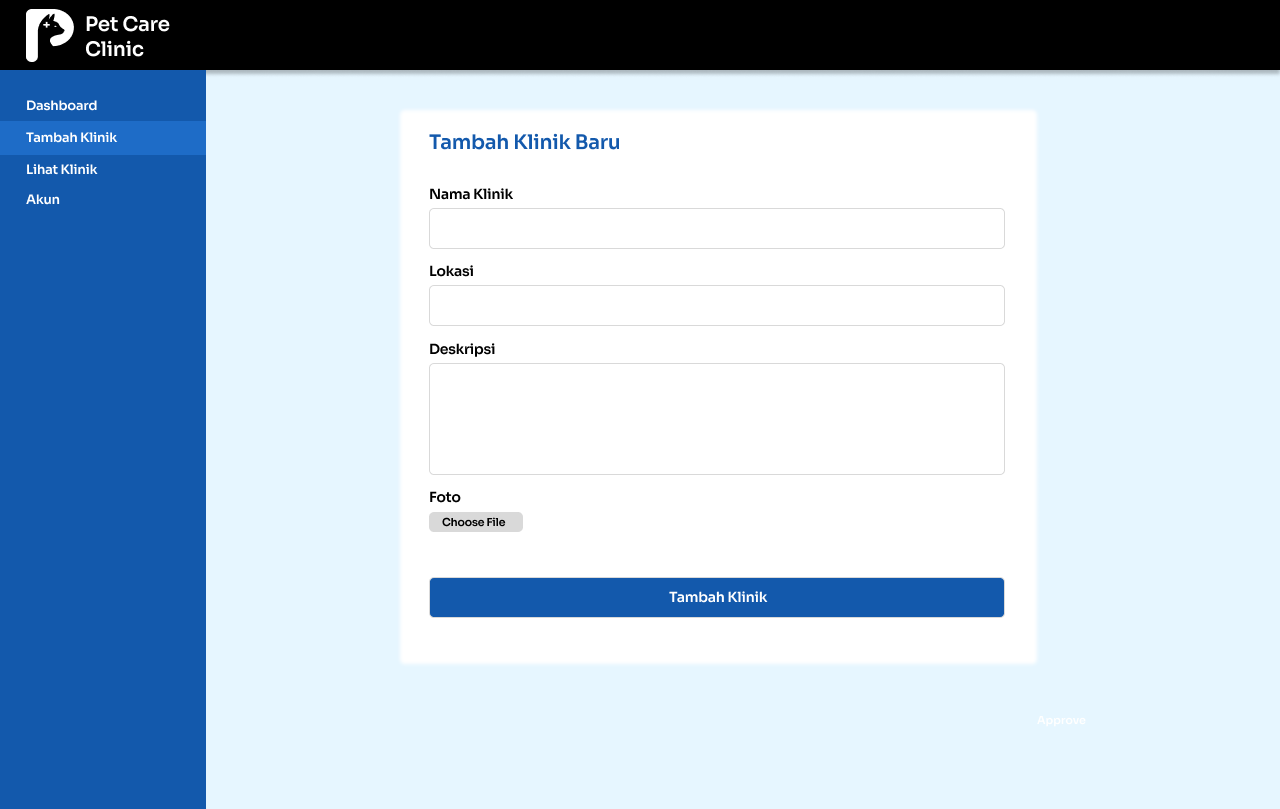 Pet Care
Clinic
Dashboard
Tambah Klinik
Lihat Klinik
Akun
Tambah Klinik Baru
Nama Klinik
Lokasi
Deskripsi
Foto
Choose File
Tambah Klinik
Approve